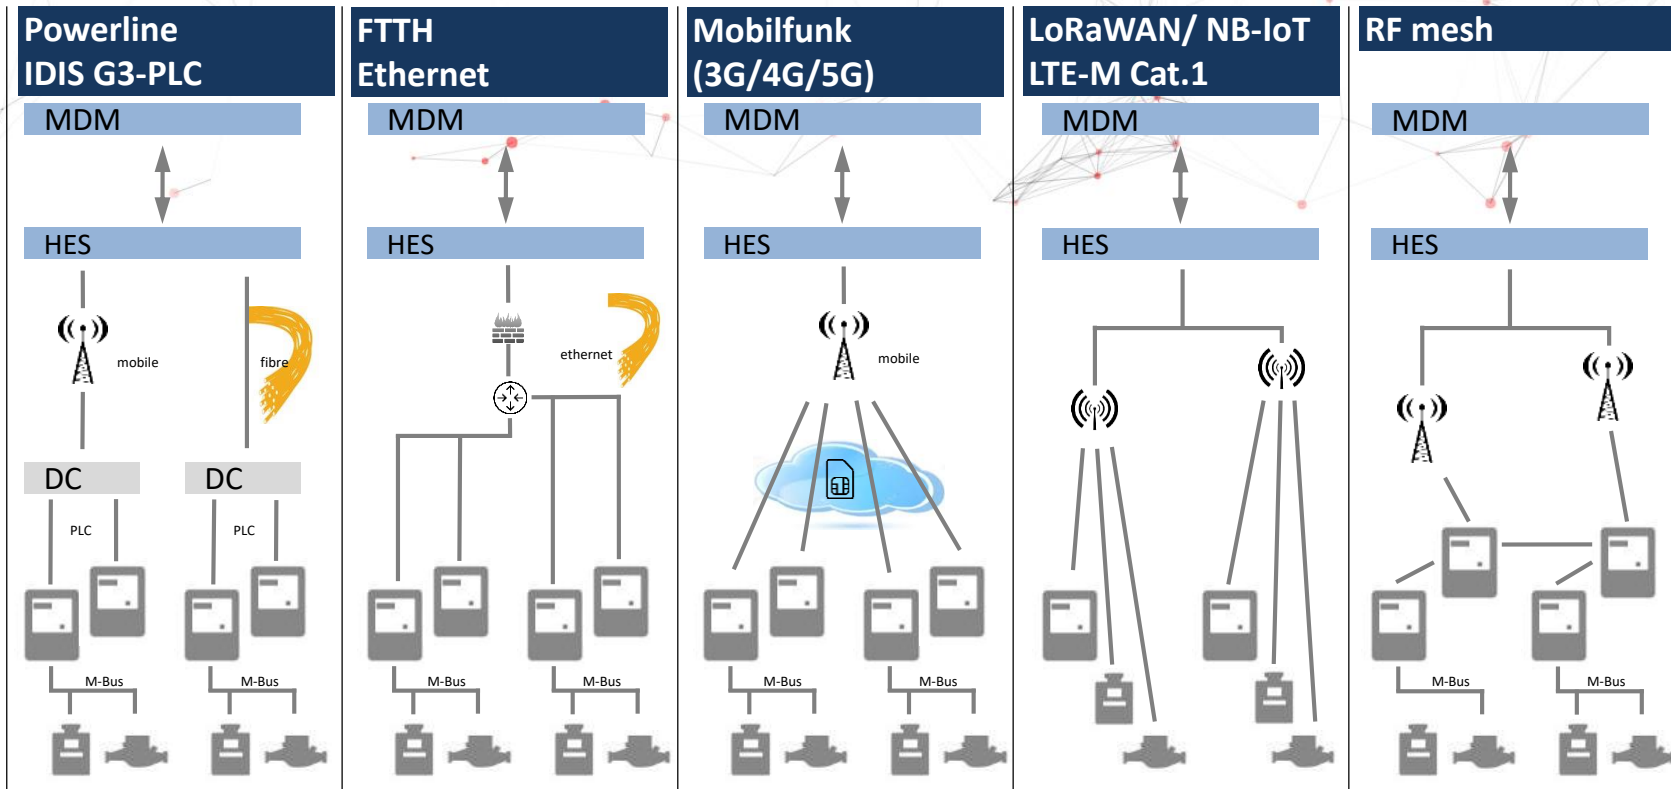 Powerline
IDIS G3-PLC
MDM
HES
mobile
fibre
DC
DC
PLC
PLC
M-Bus
M-Bus
FTTH
Ethernet
MDM
HES
ethernet
M-Bus
M-Bus
Mobilfunk
(3G/4G/5G)
MDM
HES
mobile
M-Bus
M-Bus
LoRaWAN/ NB-IoT
LTE-M Cat.1
MDM
HES
RF mesh
MDM
HES
M-Bus
M-Bus